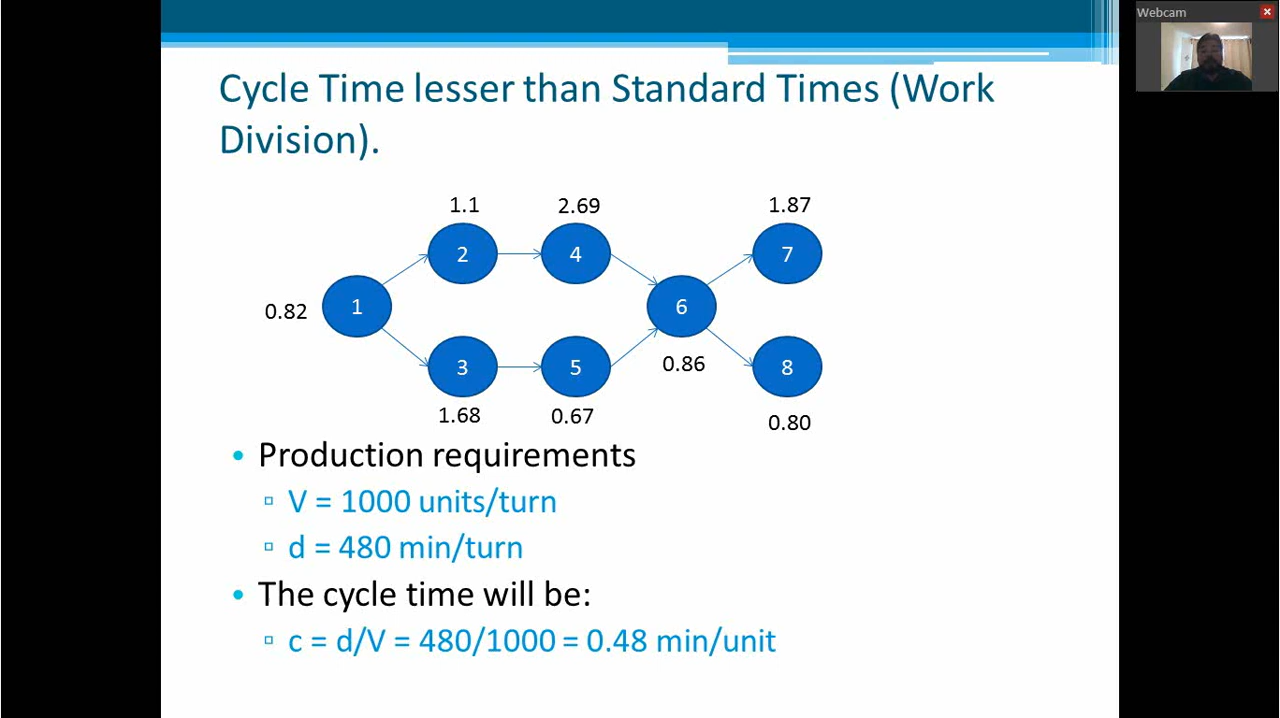 Webcam
Cycle Time lesser than Standard Times (Work
Division).
1.1
2.69
1.87
2
4
7
0.82
1
6
0.86
3
5
8
1.68
0.67
0.80
• Production requirements
▫ V = 1000 units/turn
▫ d = 480 min/turn
• The cycle time will be:
▫ c = d/V = 480/1000 = 0.48 min/unit